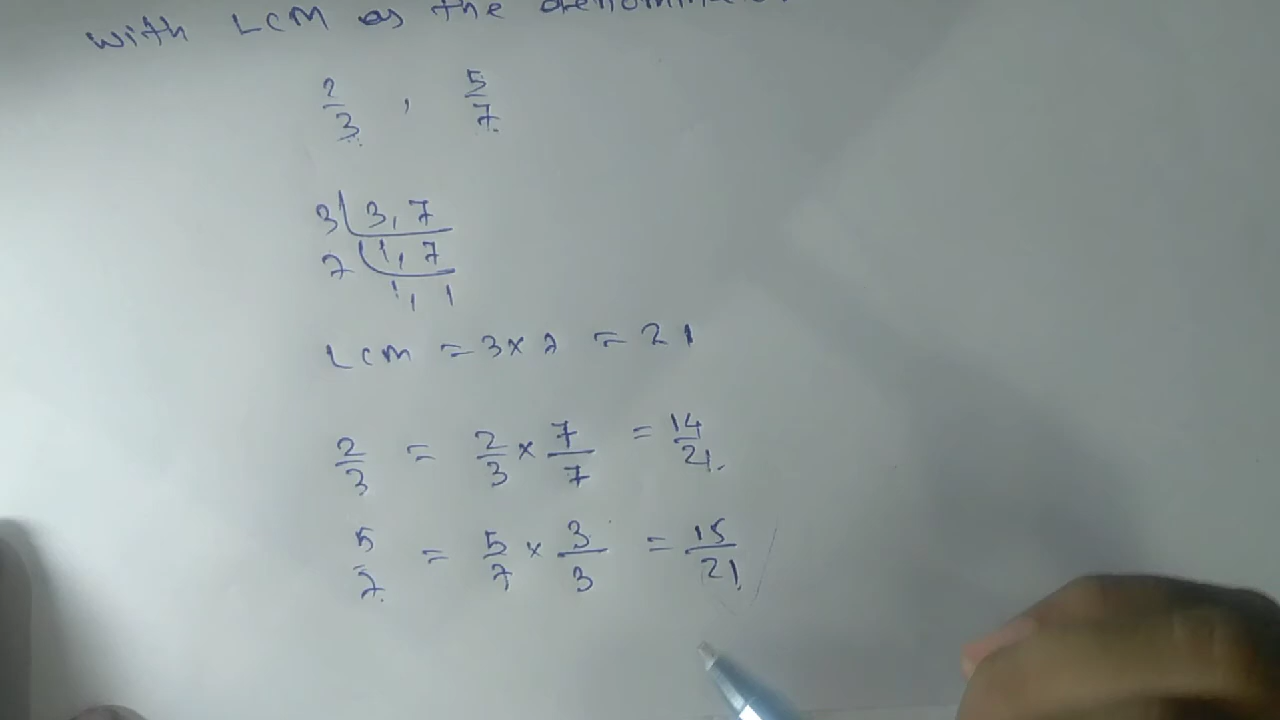 with LCM as the denominator
2/3 , 5/7
3 | 3, 7
7 | 1, 7
1, 1
LCM = 3 × 7 = 21
2/3 = 2/3 × 7/7 = 14/21
5/7 = 5/7 × 3/3 = 15/21